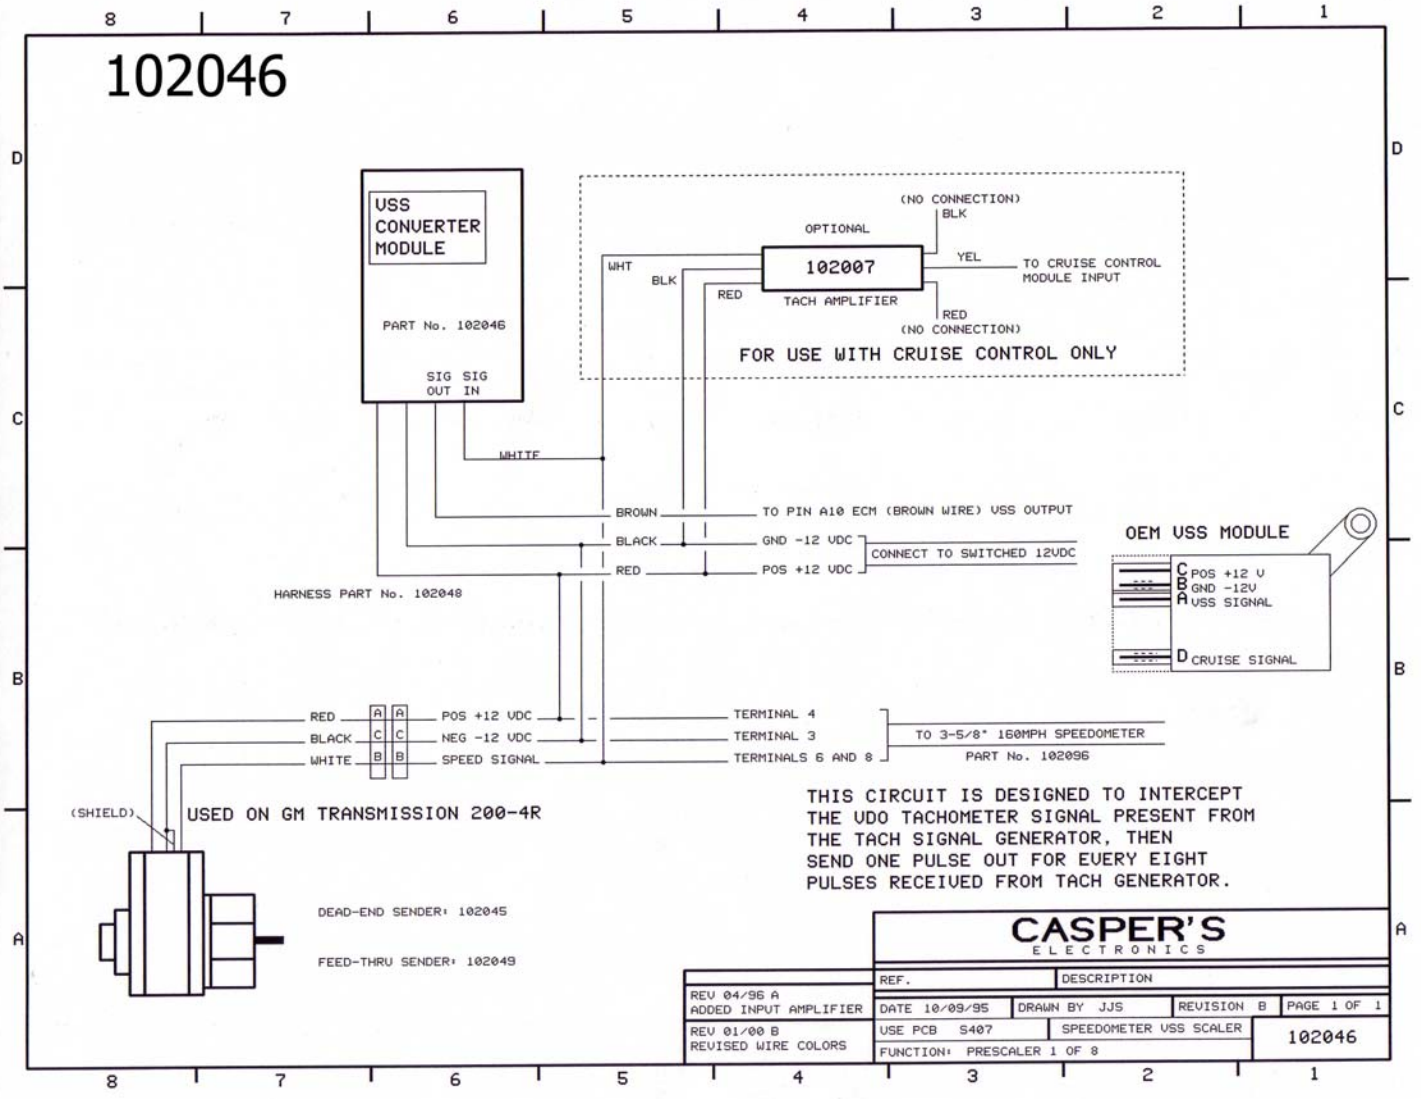 8 7 6 5 4 3 2 1
102046
D
D
VSS
CONVERTER
MODULE
PART No. 102046
SIG SIG
OUT IN
(NO CONNECTION)
BLK
OPTIONAL
102007
TACH AMPLIFIER
WHT
BLK
RED
YEL
TO CRUISE CONTROL
MODULE INPUT
RED
(NO CONNECTION)
FOR USE WITH CRUISE CONTROL ONLY
C
C
WHITE
BROWN
TO PIN A10 ECM (BROWN WIRE) VSS OUTPUT
BLACK
GND -12 VDC
CONNECT TO SWITCHED 12VDC
RED
POS +12 VDC
HARNESS PART No. 102048
OEM VSS MODULE
C POS +12 V
B GND -12V
A VSS SIGNAL
D CRUISE SIGNAL
B
B
RED A A POS +12 VDC TERMINAL 4
BLACK C C NEG -12 VDC TERMINAL 3
WHITE B B SPEED SIGNAL TERMINALS 6 AND 8
TO 3-5/8" 160MPH SPEEDOMETER
PART No. 102096
(SHIELD)
USED ON GM TRANSMISSION 200-4R
THIS CIRCUIT IS DESIGNED TO INTERCEPT
THE VDO TACHOMETER SIGNAL PRESENT FROM
THE TACH SIGNAL GENERATOR, THEN
SEND ONE PULSE OUT FOR EVERY EIGHT
PULSES RECEIVED FROM TACH GENERATOR.
DEAD-END SENDER: 102045
FEED-THRU SENDER: 102049
A
A
CASPER'S
ELECTRONICS
REF. DESCRIPTION
REV 04/96 A
ADDED INPUT AMPLIFIER
DATE 10/09/95 DRAWN BY JJS REVISION B PAGE 1 OF 1
REV 01/00 B
REVISED WIRE COLORS
USE PCB S407 SPEEDOMETER VSS SCALER
FUNCTION: PRESCALER 1 OF 8
102046
8 7 6 5 4 3 2 1